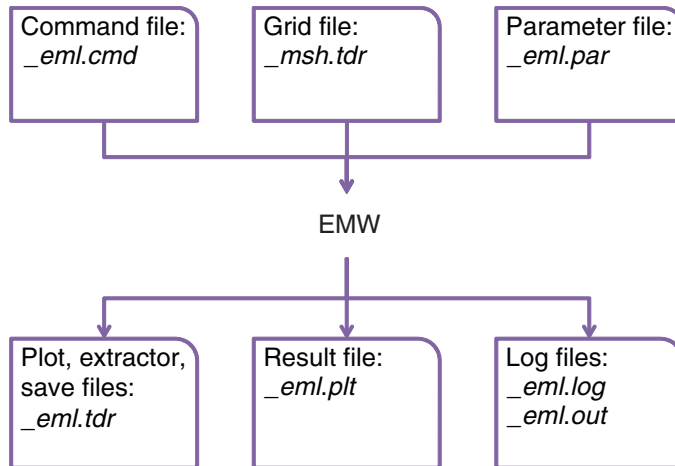 Command file:
_eml.cmd
Grid file:
_msh.tdr
Parameter file:
_eml.par
EMW
Plot, extractor,
save files:
_eml.tdr
Result file:
_eml.plt
Log files:
_eml.log
_eml.out